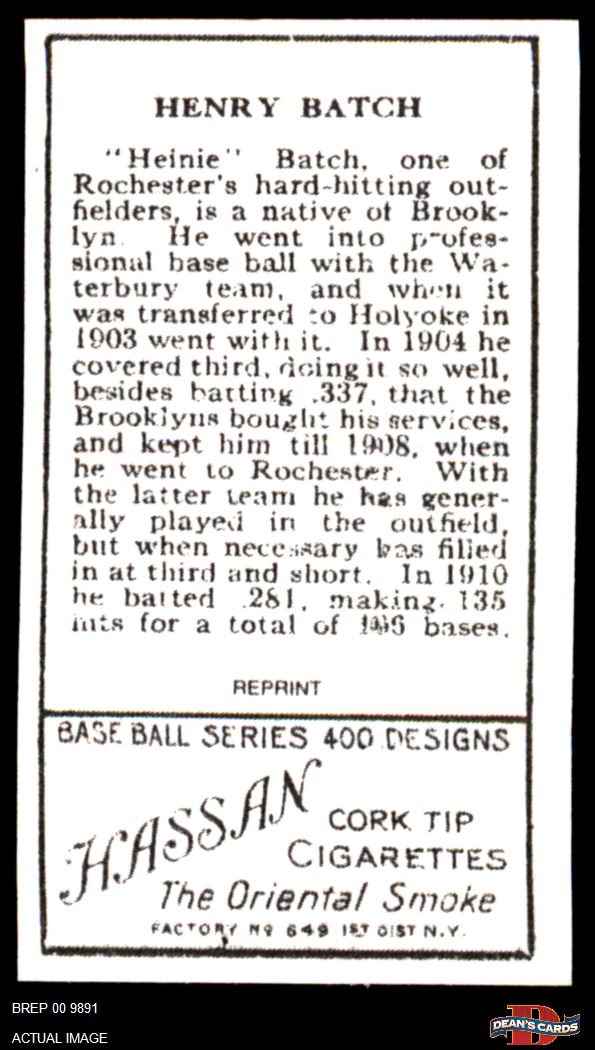 HENRY BATCH
"Heinie" Batch, one of
Rochester's hard-hitting out-
fielders, is a native of Brook-
lyn. He went into profes-
sional base ball with the Wa-
terbury team, and when it
was transferred to Holyoke in
1903 went with it. In 1904 he
covered third, doing it so well,
besides batting .337, that the
Brooklyns bought his services,
and kept him till 1908, when
he went to Rochester. With
the latter team he has gener-
ally played in the outfield,
but when necessary has filled
in at third and short. In 1910
he batted .281, making 135
hits for a total of bases.
REPRINT
BASE BALL SERIES 400 DESIGNS
HASSAN
CORK TIP
CIGARETTES
The Oriental Smoke
FACTORY Nº 649 1ST DIST N.Y.
BREP 00 9891
ACTUAL IMAGE
D
DEAN'S CARDS